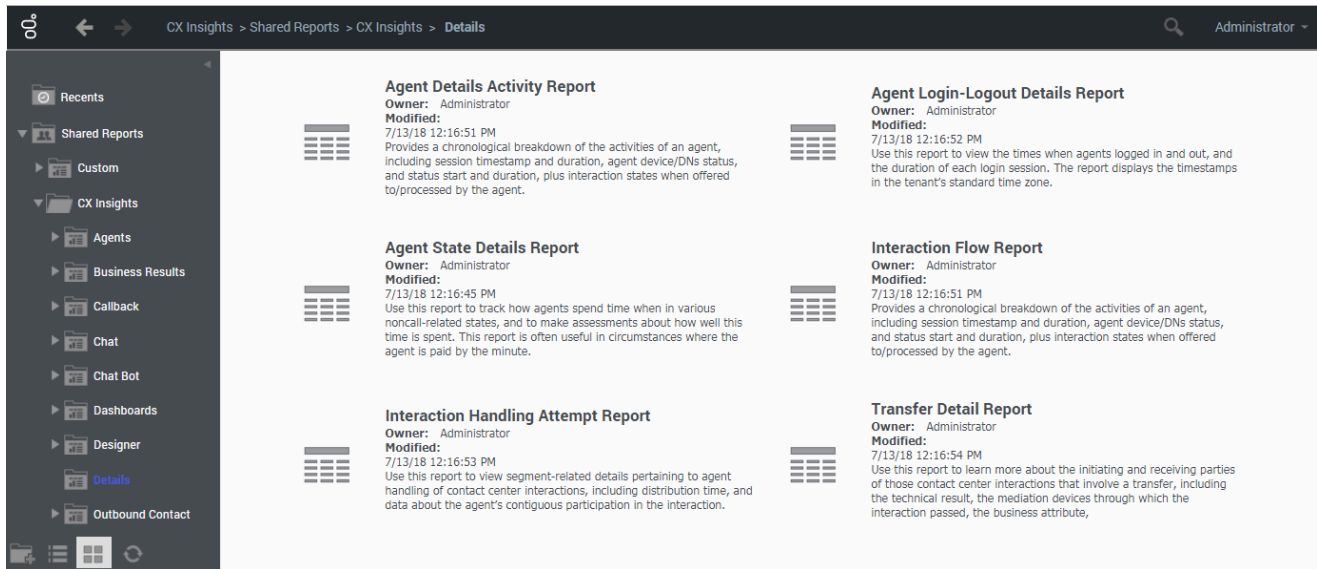 CX Insights > Shared Reports > CX Insights > Details
Administrator
Recents
Shared Reports
Custom
CX Insights
Agents
Business Results
Callback
Chat
Chat Bot
Dashboards
Designer
Details
Outbound Contact
Agent Details Activity Report
Owner: Administrator
Modified:
7/13/18 12:16:51 PM
Provides a chronological breakdown of the activities of an agent,
including session timestamp and duration, agent device/DNs status,
and status start and duration, plus interaction states when offered
to/processed by the agent.
Agent Login-Logout Details Report
Owner: Administrator
Modified:
7/13/18 12:16:52 PM
Use this report to view the times when agents logged in and out, and
the duration of each login session. The report displays the timestamps
in the tenant's standard time zone.
Agent State Details Report
Owner: Administrator
Modified:
7/13/18 12:16:45 PM
Use this report to track how agents spend time when in various
noncall-related states, and to make assessments about how well this
time is spent. This report is often useful in circumstances where the
agent is paid by the minute.
Interaction Flow Report
Owner: Administrator
Modified:
7/13/18 12:16:51 PM
Provides a chronological breakdown of the activities of an agent,
including session timestamp and duration, agent device/DNs status,
and status start and duration, plus interaction states when offered
to/processed by the agent.
Interaction Handling Attempt Report
Owner: Administrator
Modified:
7/13/18 12:16:53 PM
Use this report to view segment-related details pertaining to agent
handling of contact center interactions, including distribution time, and
data about the agent's contiguous participation in the interaction.
Transfer Detail Report
Owner: Administrator
Modified:
7/13/18 12:16:54 PM
Use this report to learn more about the initiating and receiving parties
of those contact center interactions that involve a transfer, including
the technical result, the mediation devices through which the
interaction passed, the business attribute,